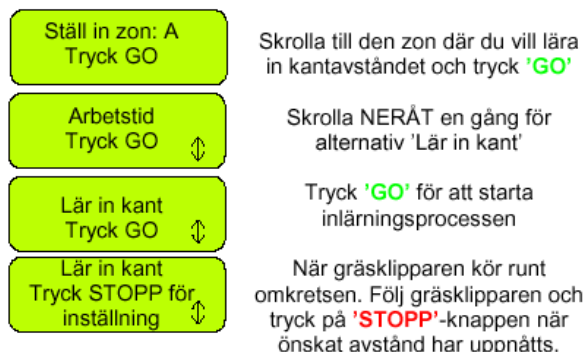 Ställ in zon: A
Tryck GO
Skrolla till den zon där du vill lära
in kantavståndet och tryck 'GO'
Arbetstid
Tryck GO
Skrolla NERÅT en gång för
alternativ 'Lär in kant'
Lär in kant
Tryck GO
Tryck 'GO' för att starta
inlärningsprocessen
Lär in kant
Tryck STOPP för
inställning
När gräsklipparen kör runt
omkretsen. Följ gräsklipparen och
tryck på 'STOPP'-knappen när
önskat avstånd har uppnåtts.